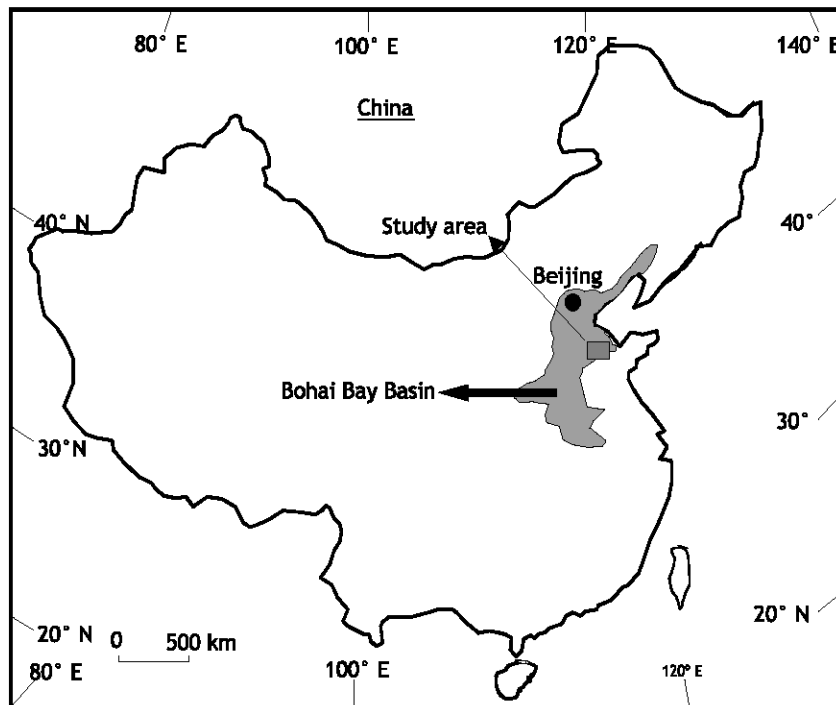 80° E
100° E
120° E
140° E
China
40° N
40°
Study area
Beijing
Bohai Bay Basin
30°N
30°
20° N
20° N
0 500 km
80° E
100° E
120° E